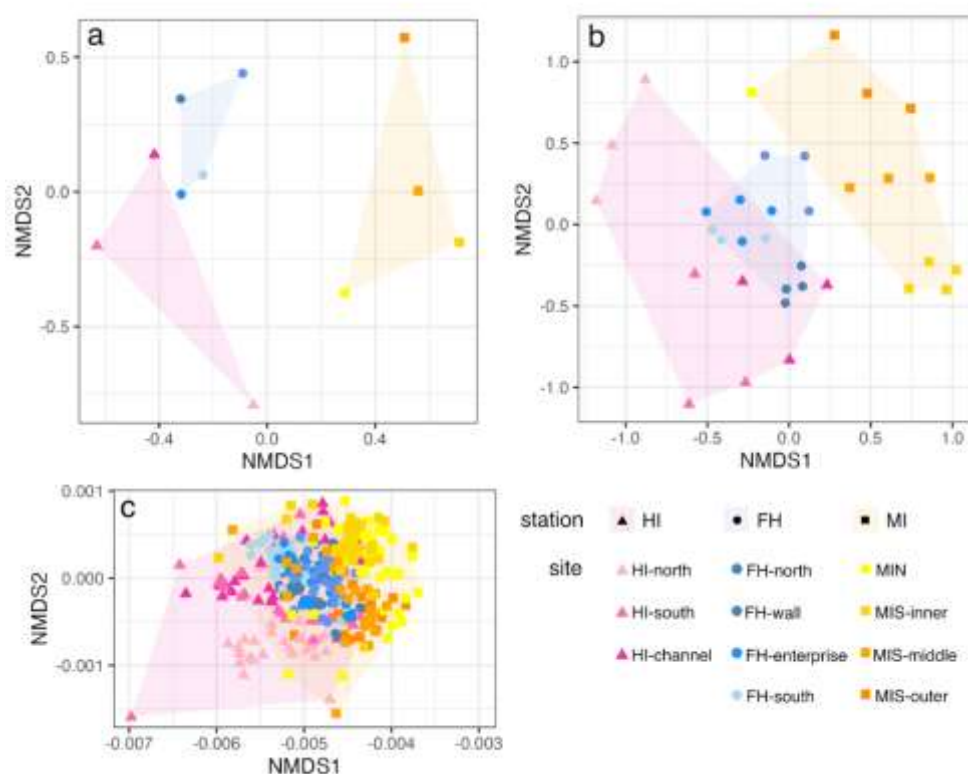 a
0.5
0.0
-0.5
NMDS2
-0.4
0.0
0.4
NMDS1
b
1.0
0.5
0.0
-0.5
-1.0
NMDS2
-1.0
-0.5
0.0
0.5
1.0
NMDS1
c
0.001
0.000
-0.001
NMDS2
-0.007
-0.006
-0.005
-0.004
-0.003
NMDS1
station HI FH MI
site HI-north FH-north MIN
HI-south FH-wall MIS-inner
HI-channel FH-enterprise MIS-middle
FH-south MIS-outer